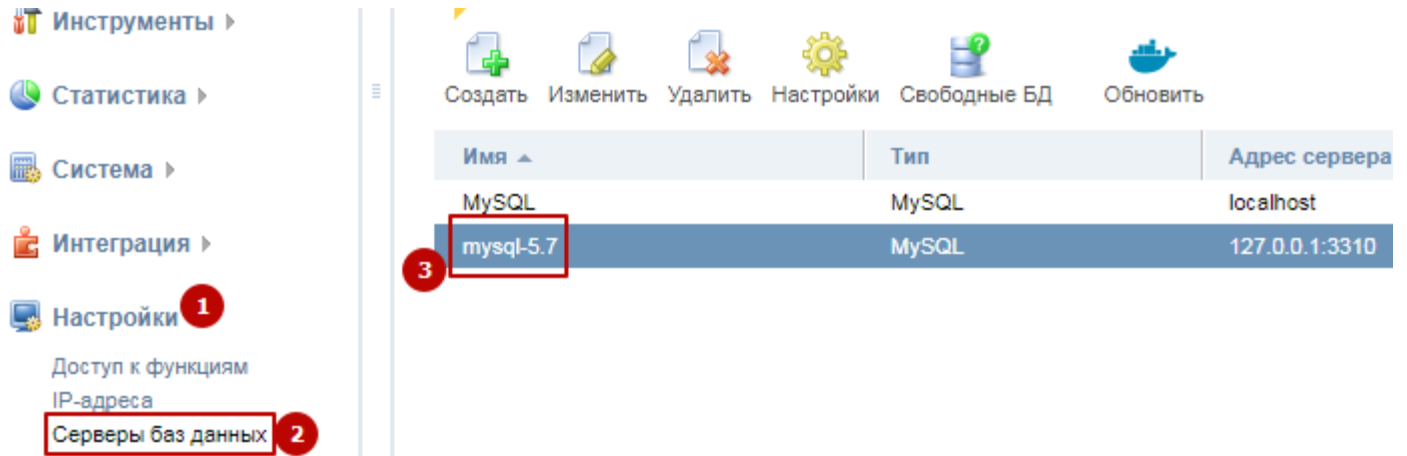 Инструменты
Статистика
Система
Интеграция
Настройки 1
Доступ к функциям
IP-адреса
Серверы баз данных 2
Создать Изменить Удалить Настройки Свободные БД Обновить
Имя Тип Адрес сервера
MySQL MySQL localhost
3 mysql-5.7 MySQL 127.0.0.1:3310